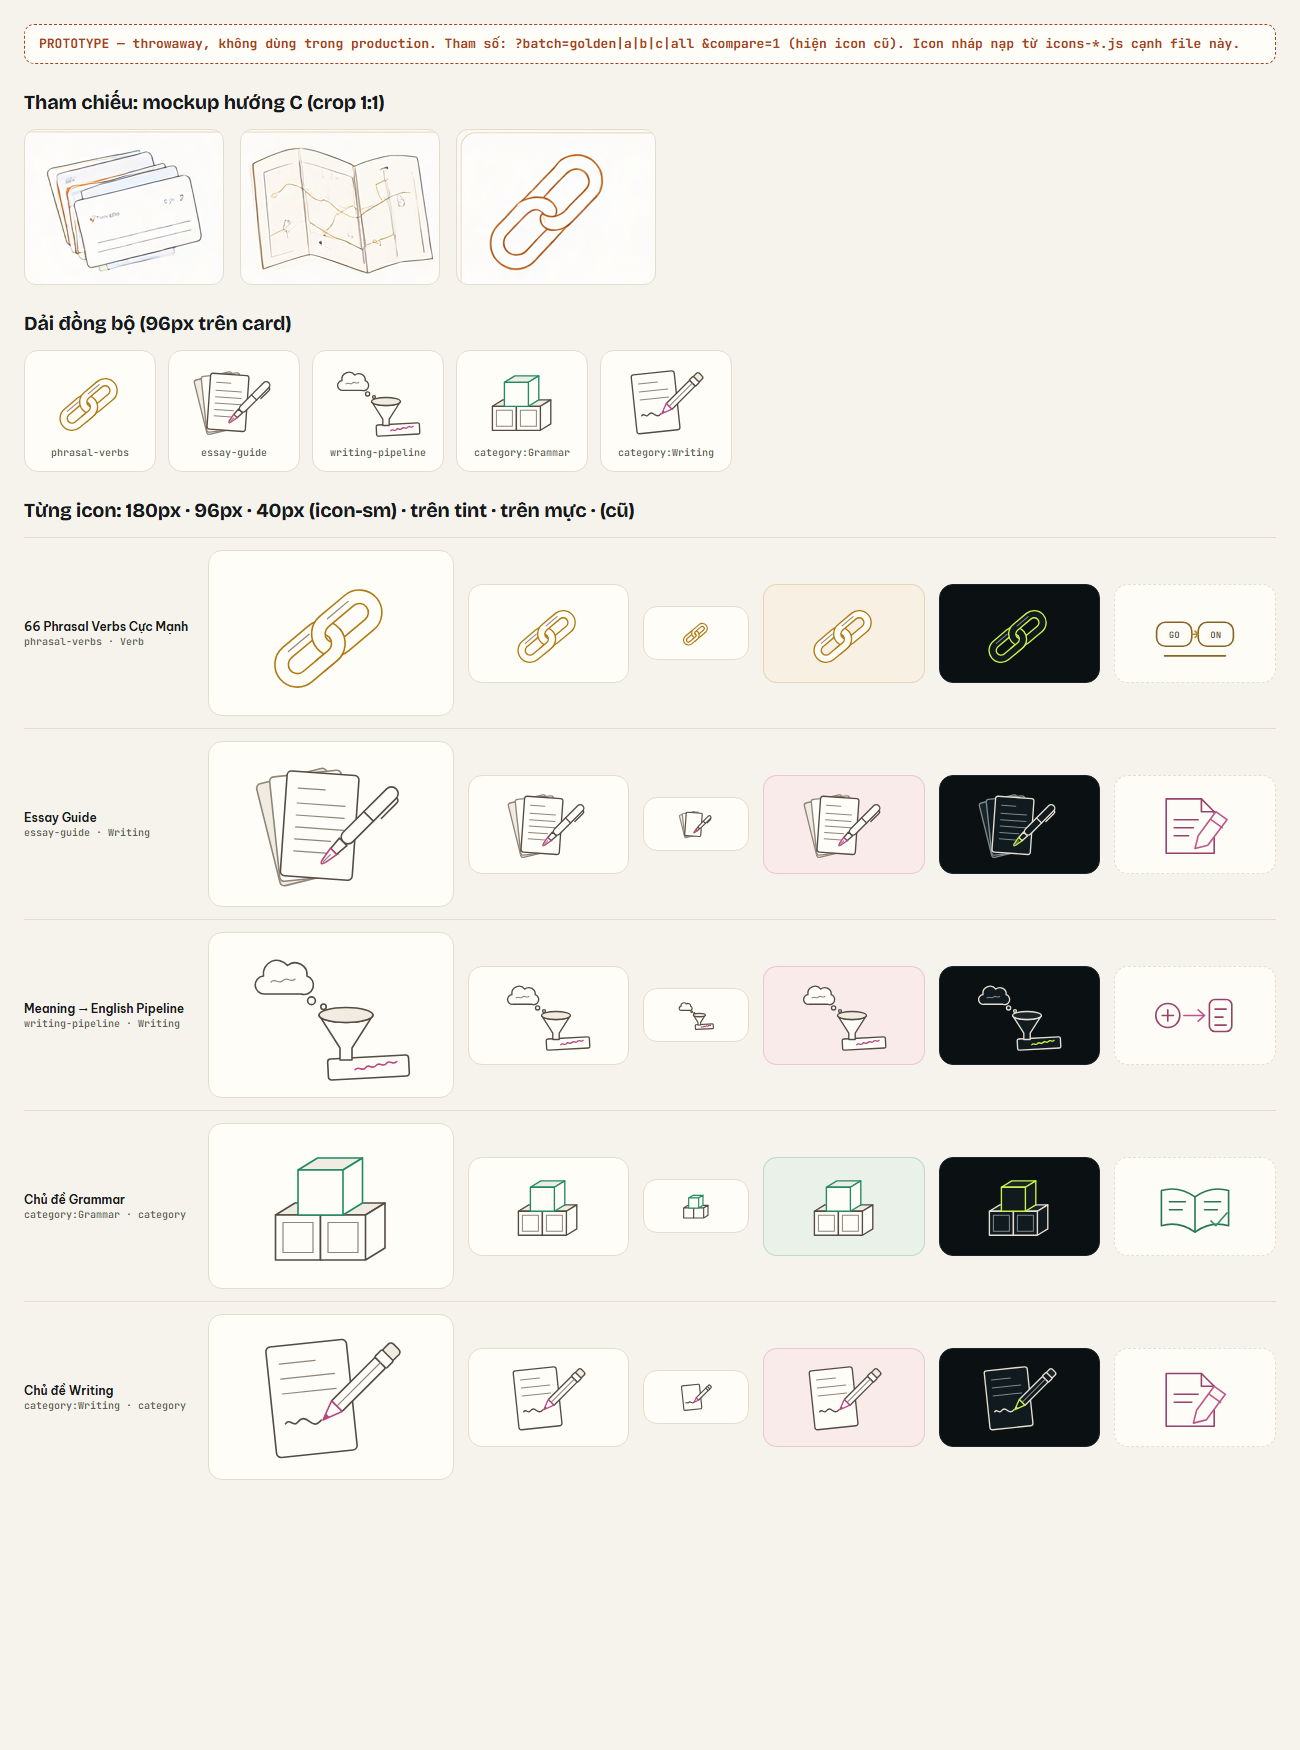 PROTOTYPE — throwaway, không dùng trong production. Tham số: ?batch=golden|a|b|c|all &compare=1 (hiện icon cũ). Icon nháp nạp từ icons-*.js cạnh file này.
Tham chiếu: mockup hướng C (crop 1:1)
Dải đồng bộ (96px trên card)
phrasal-verbs
essay-guide
writing-pipeline
category:Grammar
category:Writing
Từng icon: 180px · 96px · 40px (icon-sm) · trên tint · trên mực · (cũ)
66 Phrasal Verbs Cực Mạnh
phrasal-verbs · Verb
GO
ON
Essay Guide
essay-guide · Writing
Meaning → English Pipeline
writing-pipeline · Writing
Chủ đề Grammar
category:Grammar · category
Chủ đề Writing
category:Writing · category